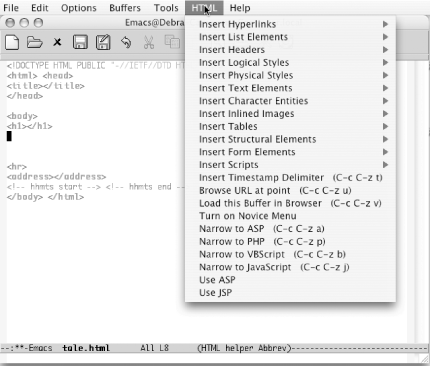 File Edit Options Buffers Tools HTML Help
Emacs@Debra
<!DOCTYPE HTML PUBLIC "-//IETF//DTD HT
<html> <head>
<title></title>
</head>
<body>
<h1></h1>
<hr>
<address></address>
<!-- hhmts start --> <!-- hhmts end --
</body> </html>
Insert Hyperlinks
Insert List Elements
Insert Headers
Insert Logical Styles
Insert Physical Styles
Insert Text Elements
Insert Character Entities
Insert Inlined Images
Insert Tables
Insert Structural Elements
Insert Form Elements
Insert Scripts
Insert Timestamp Delimiter (C-c C-z t)
Browse URL at point (C-c C-z u)
Load this Buffer in Browser (C-c C-z v)
Turn on Novice Menu
Narrow to ASP (C-c C-z a)
Narrow to PHP (C-c C-z p)
Narrow to VBScript (C-c C-z b)
Narrow to JavaScript (C-c C-z j)
Use ASP
Use JSP
--:**-Emacs tale.html All L8 (HTML helper Abbrev)--------------------